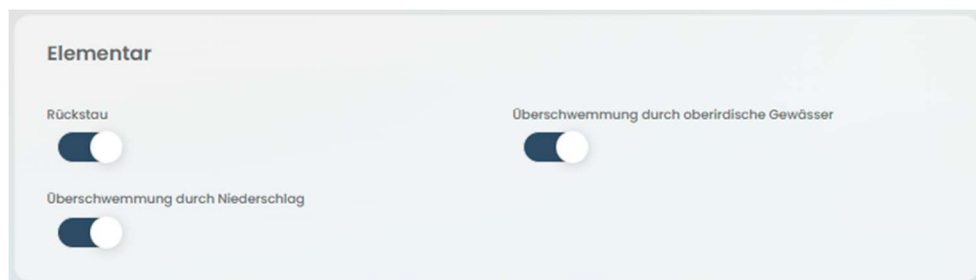 Elementar
Rückstau
Überschwemmung durch oberirdische Gewässer
Überschwemmung durch Niederschlag